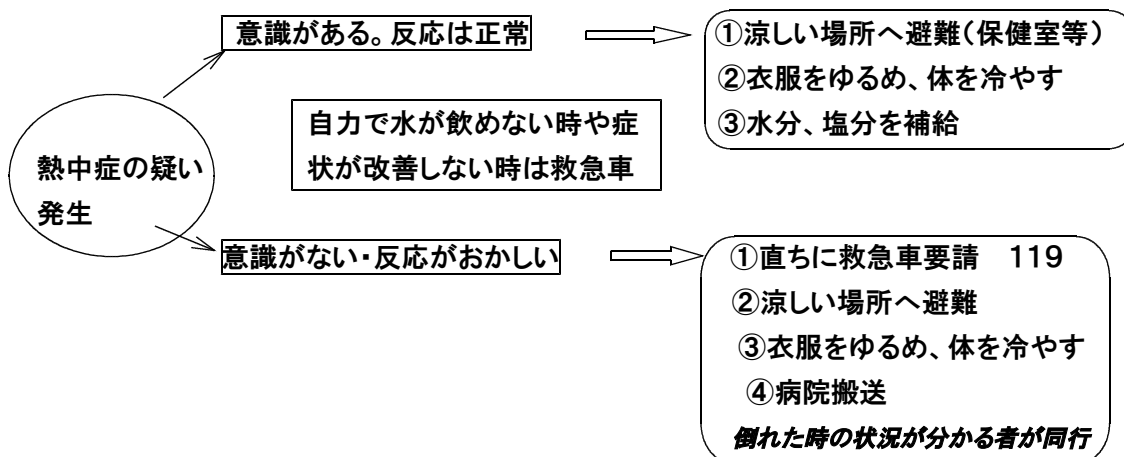 意識がある。反応は正常
①涼しい場所へ避難(保健室等)
②衣服をゆるめ、体を冷やす
③水分、塩分を補給
自力で水が飲めない時や症
状が改善しない時は救急車
熱中症の疑い
発生
意識がない・反応がおかしい
①直ちに救急車要請　119
②涼しい場所へ避難
③衣服をゆるめ、体を冷やす
④病院搬送
倒れた時の状況が分かる者が同行